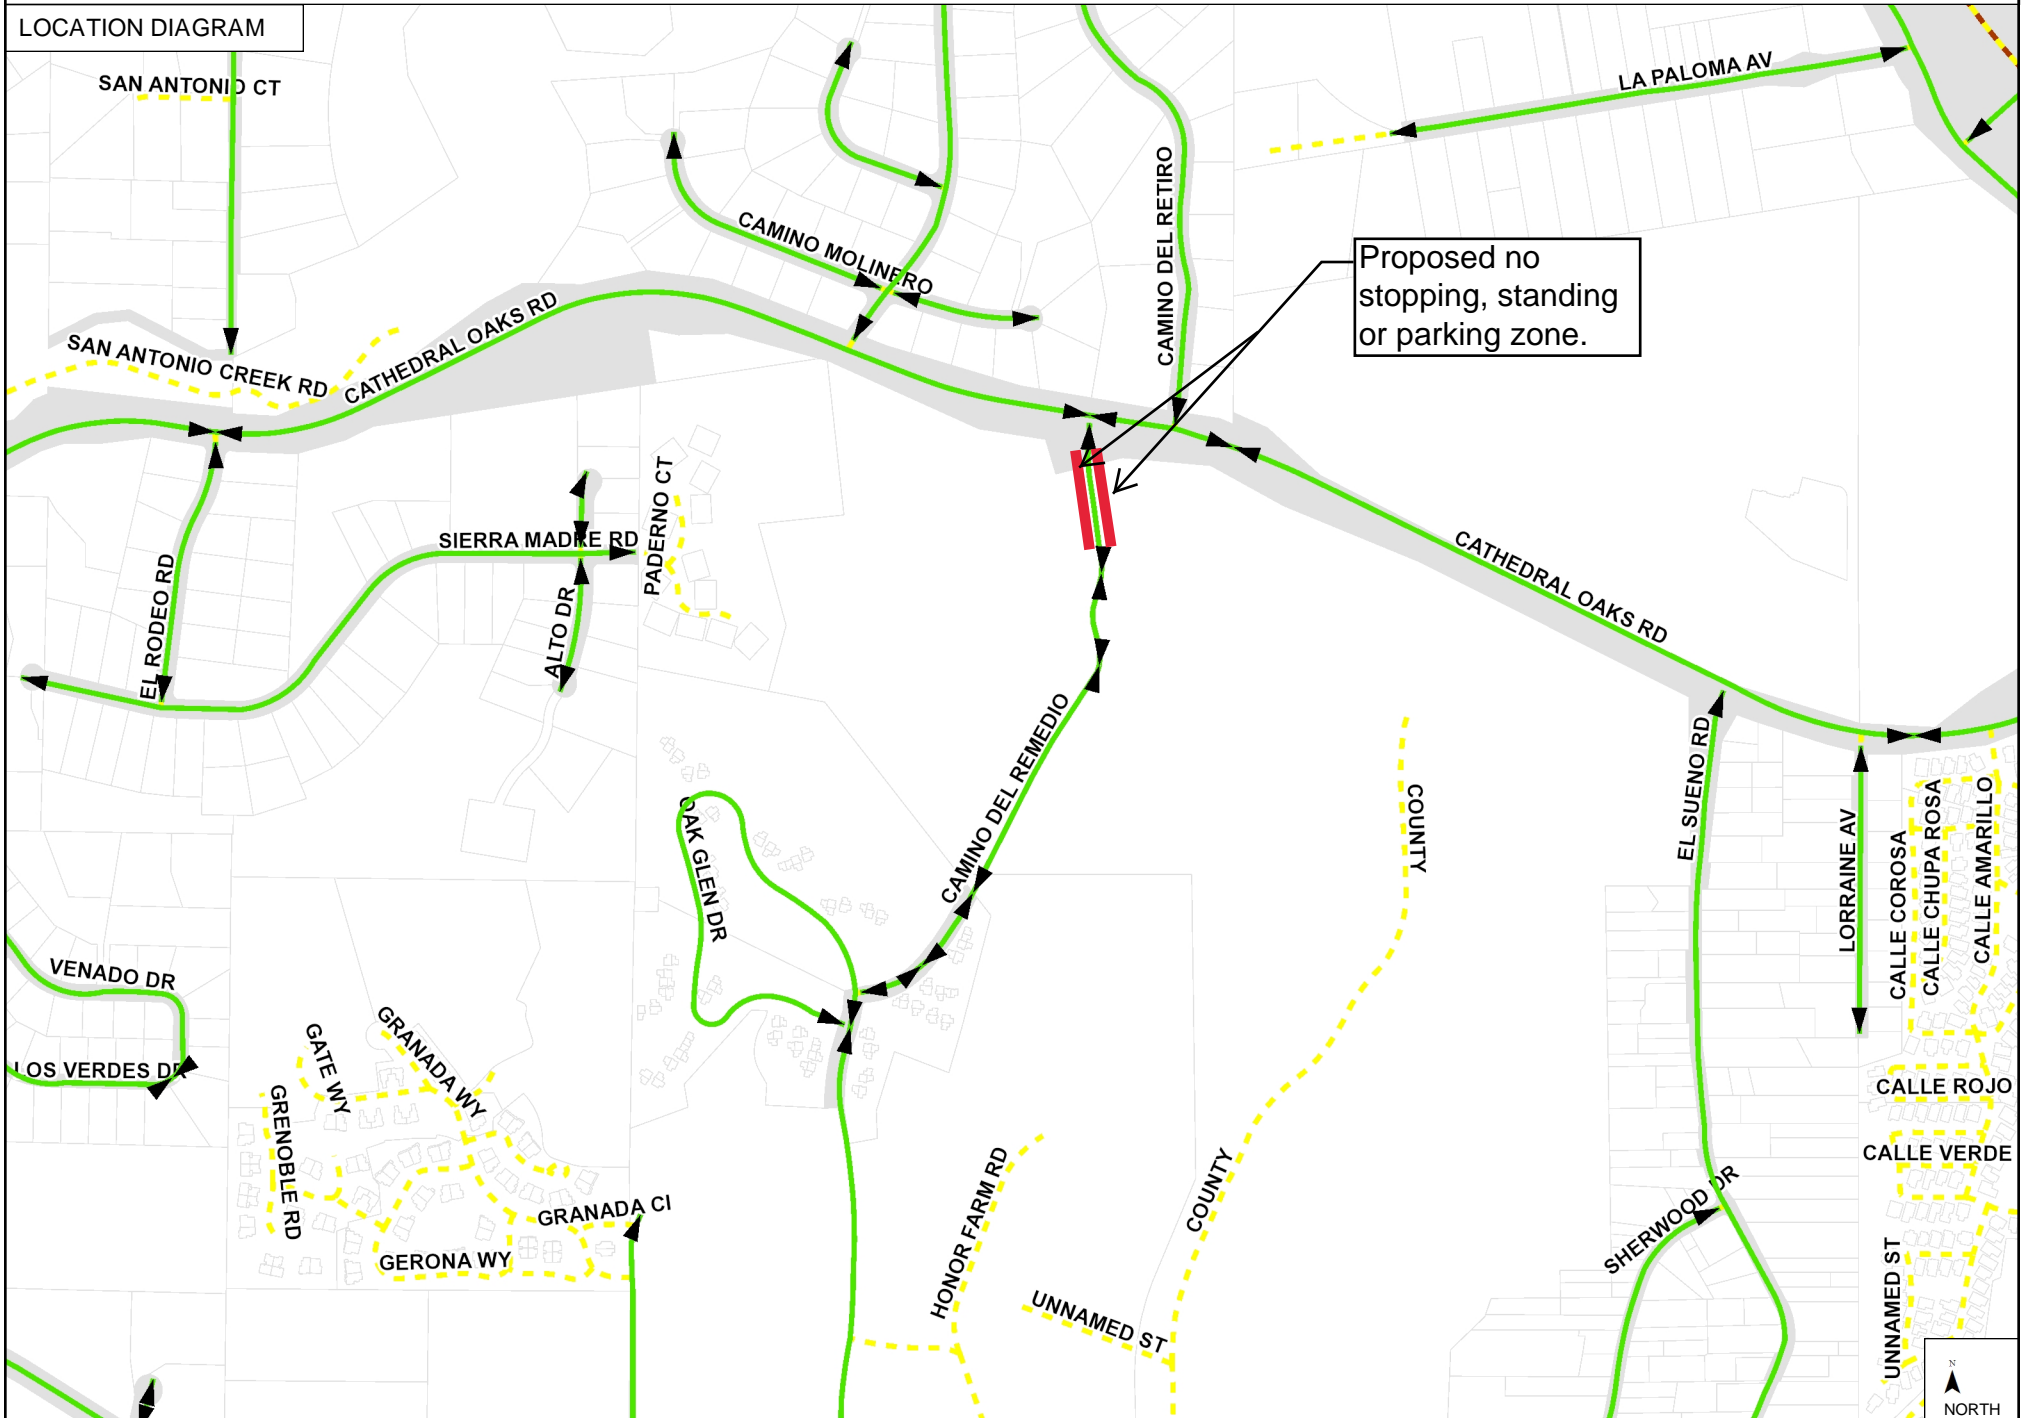 LOCATION DIAGRAM
SAN ANTONIO CT
LA PALOMA AV
CAMINO DEL RETIRO
CAMINO MOLINERO
Proposed no
stopping, standing
or parking zone.
CATHEDRAL OAKS RD
SAN ANTONIO CREEK RD
PADERNO CT
SIERRA MADRE RD
CATHEDRAL OAKS RD
EL RODEO RD
ALTO DR
CAMINO DEL REMEDIO
EL SUENO RD
COUNTY
OAK GLEN DR
LORRAINE AV
CALLE COROSA
CALLE CHUPA ROSA
CALLE AMARILLO
VENADO DR
GATE WY
GRANADA WY
LOS VERDES DR
CALLE ROJO
GRENOBLE RD
CALLE VERDE
HONOR FARM RD
COUNTY
SHERWOOD DR
GRANADA CI
GERONA WY
UNNAMED ST
UNNAMED ST
N
NORTH